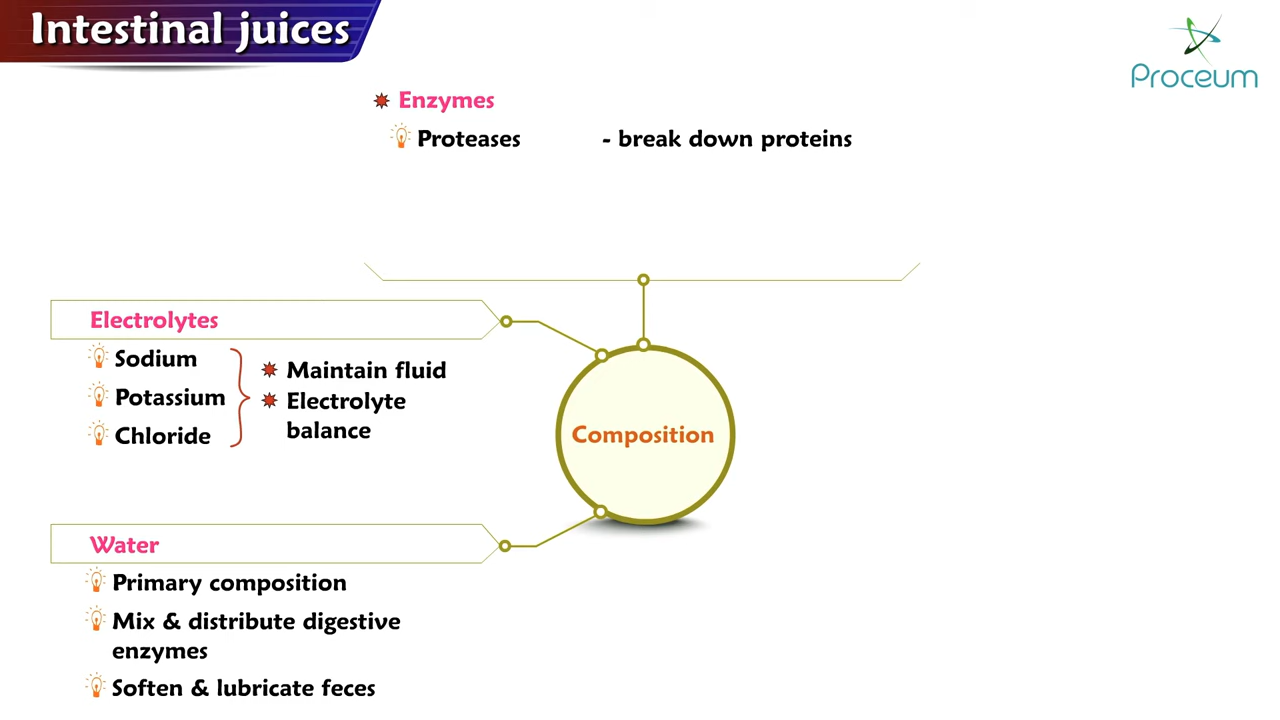 Intestinal juices
Proceum
Enzymes
Proteases - break down proteins
Electrolytes
Sodium
Potassium
Chloride
Maintain fluid
Electrolyte
balance
Composition
Water
Primary composition
Mix & distribute digestive
enzymes
Soften & lubricate feces